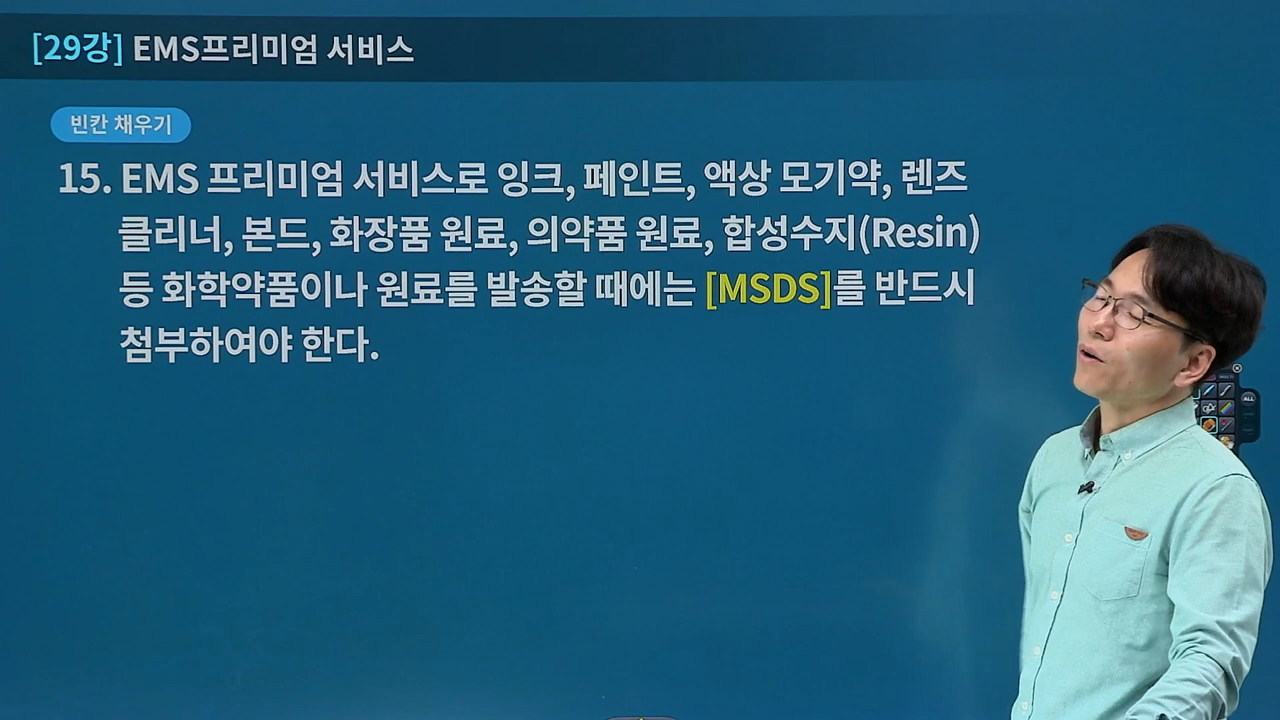 [29강] EMS프리미엄 서비스
빈칸 채우기
15. EMS 프리미엄 서비스로 잉크, 페인트, 액상 모기약, 렌즈
클리너, 본드, 화장품 원료, 의약품 원료, 합성수지(Resin)
등 화학약품이나 원료를 발송할 때에는 [MSDS]를 반드시
첨부하여야 한다.
ALL